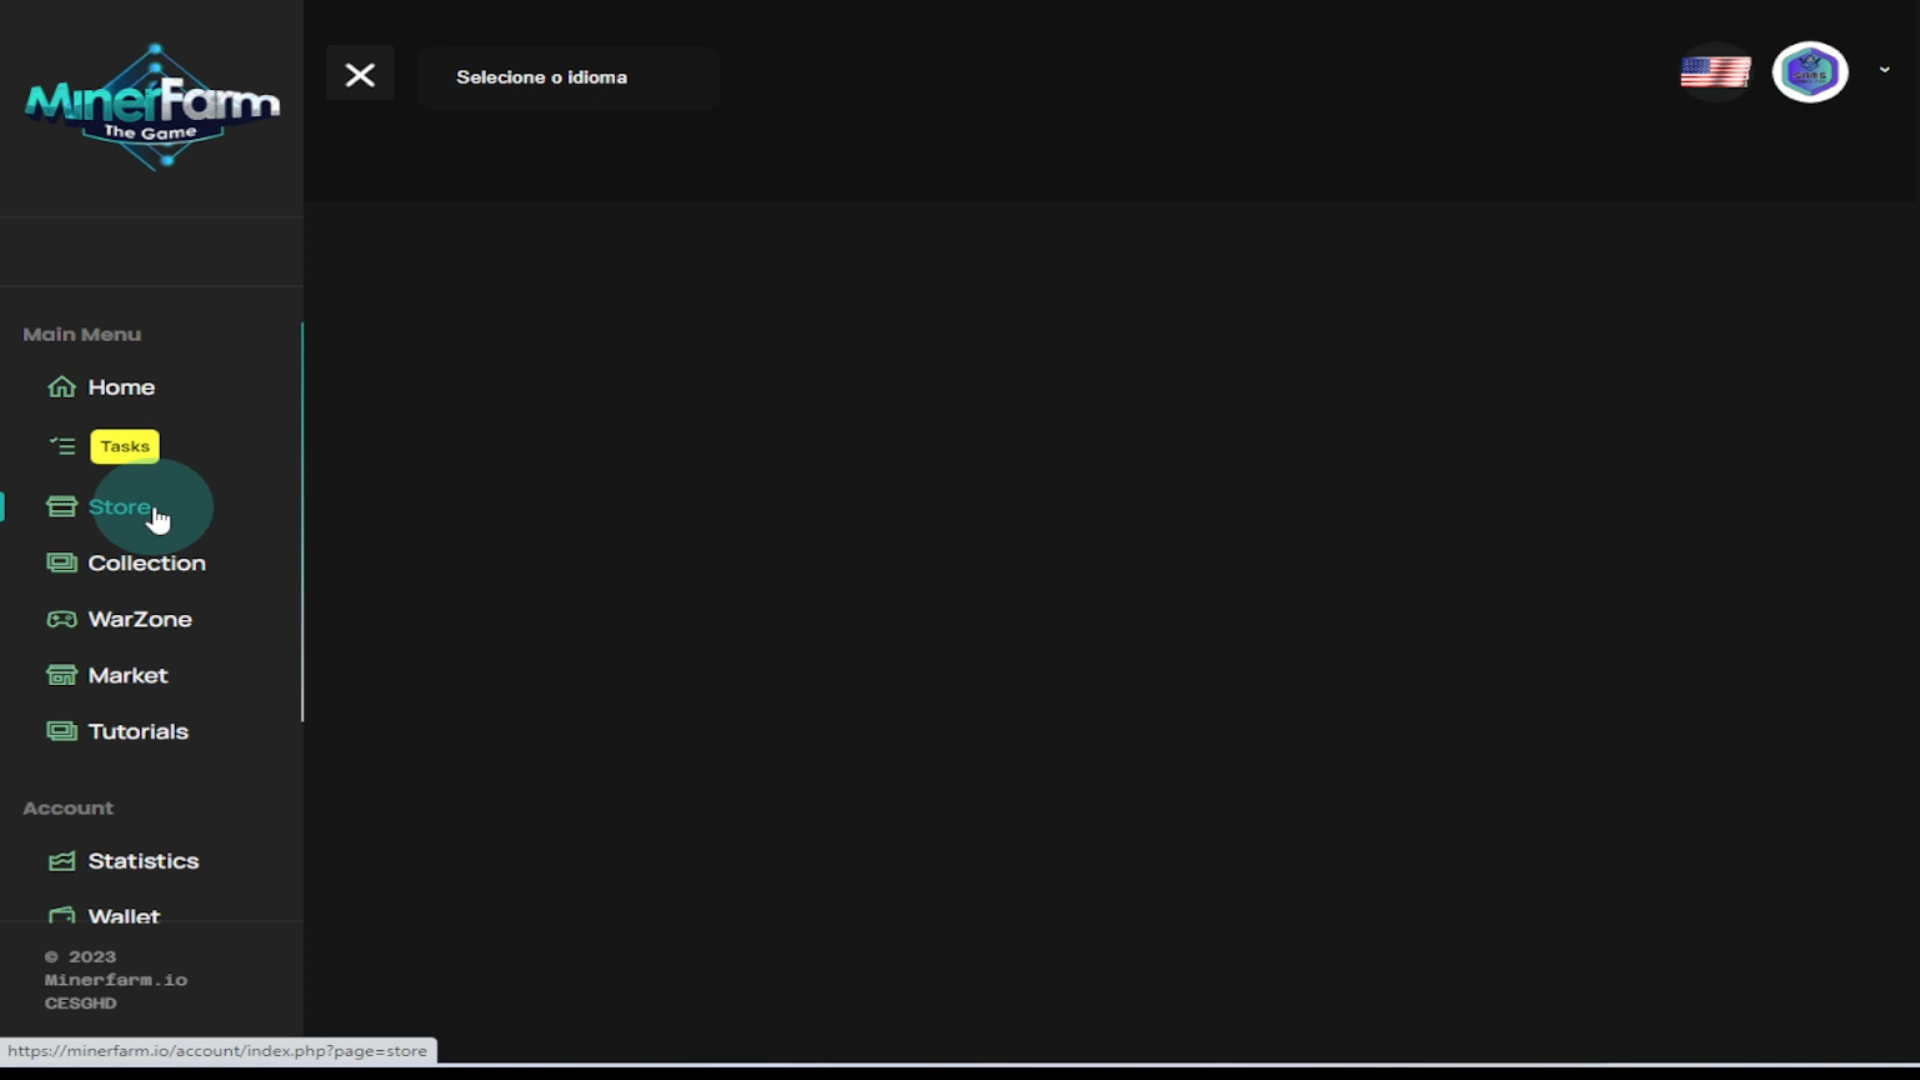 MinerFarm
The Game
Selecione o idioma
Main Menu
Home
Tasks
Store
Collection
WarZone
Market
Tutorials
Account
Statistics
Wallet
© 2023
Minerfarm.io
CESGHD
https://minerfarm.io/account/index.php?page=store